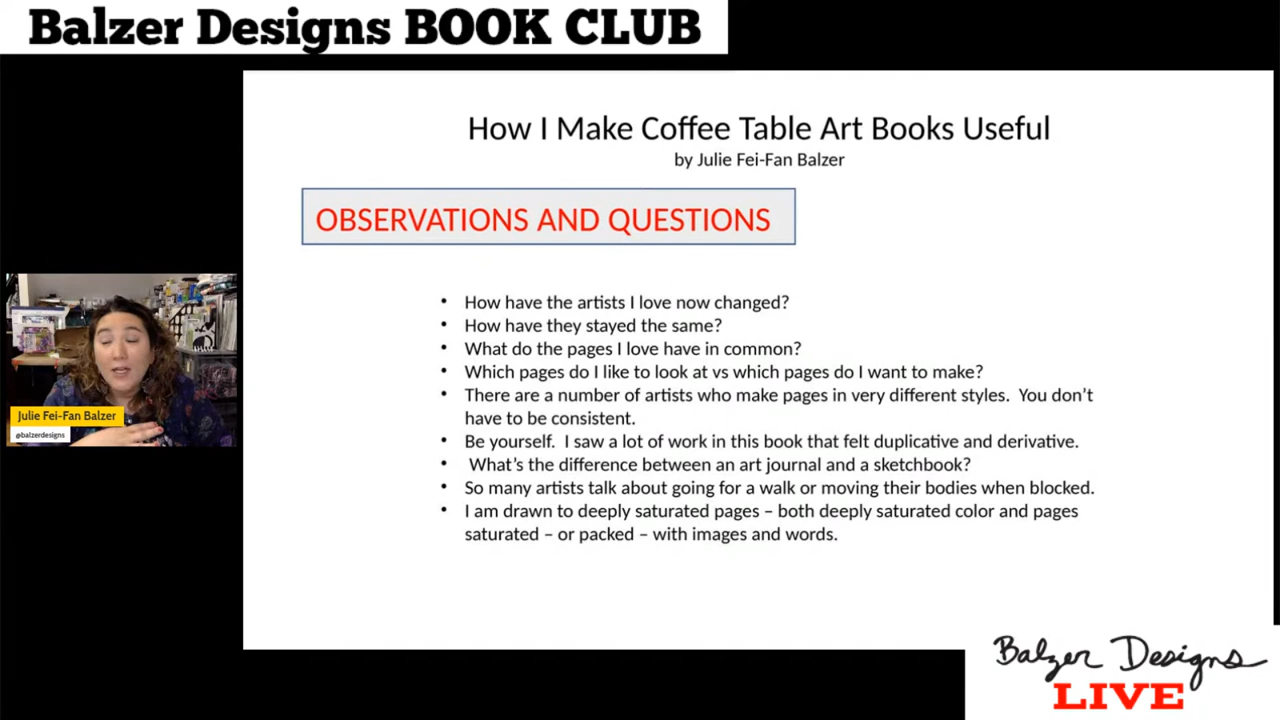 Balzer Designs BOOK CLUB
How I Make Coffee Table Art Books Useful
by Julie Fei-Fan Balzer
OBSERVATIONS AND QUESTIONS
• How have the artists I love now changed?
• How have they stayed the same?
• What do the pages I love have in common?
• Which pages do I like to look at vs which pages do I want to make?
• There are a number of artists who make pages in very different styles.  You don’t
have to be consistent.
• Be yourself.  I saw a lot of work in this book that felt duplicative and derivative.
•  What’s the difference between an art journal and a sketchbook?
• So many artists talk about going for a walk or moving their bodies when blocked.
• I am drawn to deeply saturated pages – both deeply saturated color and pages
saturated – or packed – with images and words.
Julie Fei-Fan Balzer
@balzerdesigns
Balzer Designs
LIVE